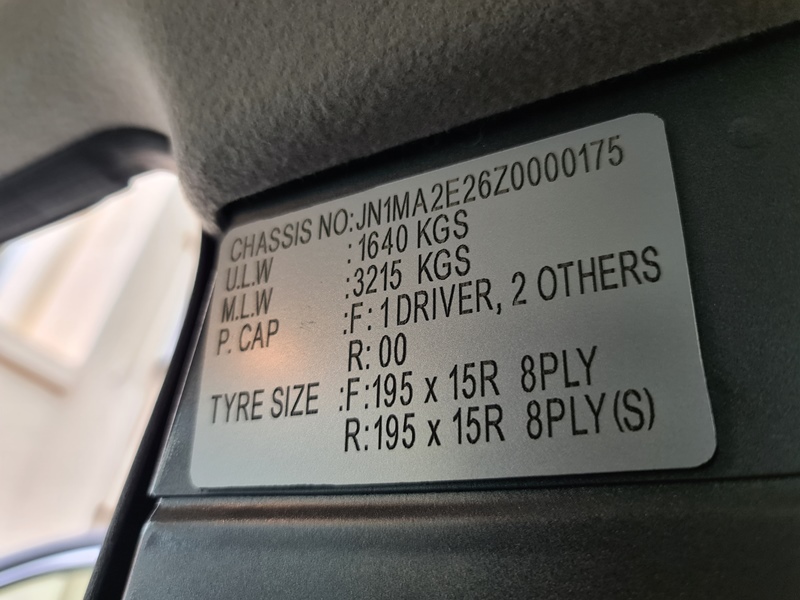 CHASSIS NO:JN1MA2E26Z0000175
U.L.W :1640 KGS
M.L.W :3215 KGS
P. CAP :F: 1 DRIVER, 2 OTHERS
R: 00
TYRE SIZE :F:195 x 15R 8PLY
R:195 x 15R 8PLY(S)